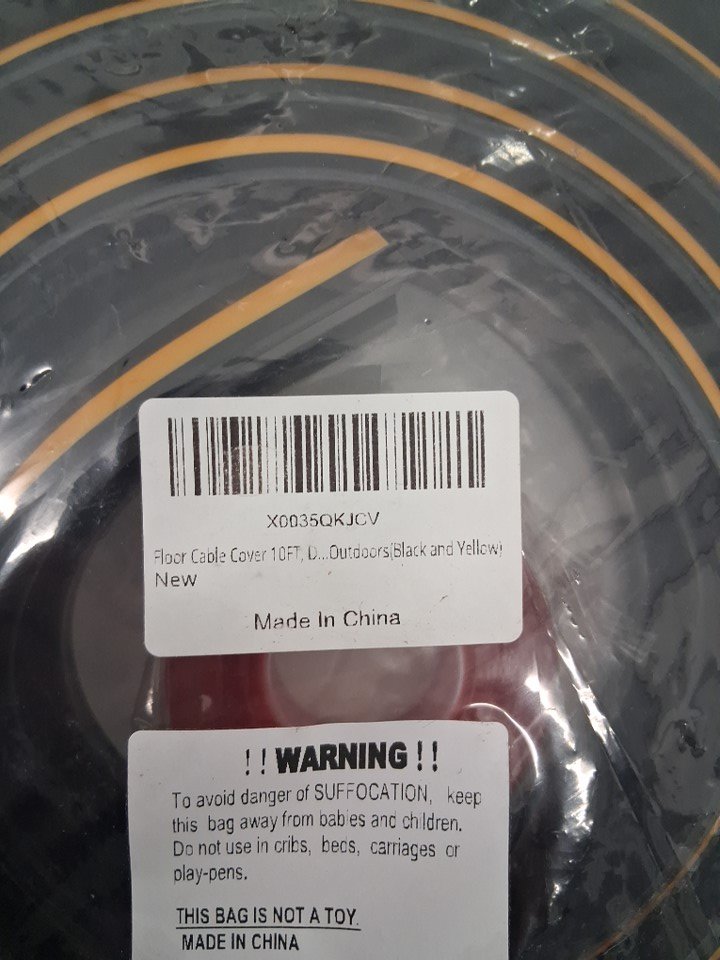 X0035QKJCV
Floor Cable Cover 10FT, D...Outdoors(Black and Yellow)
New
Made In China
!! WARNING !!
To avoid danger of SUFFOCATION, keep
this bag away from babies and children.
Do not use in cribs, beds, carriages or
play-pens.
THIS BAG IS NOT A TOY.
MADE IN CHINA